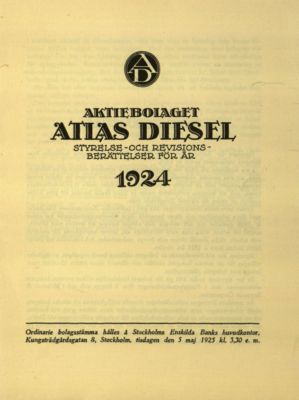 AD
AKTIEBOLAGET
ATLAS DIESEL
STYRELSE-OCH REVISIONS-
BERÄTTELSER FÖR ÅR
1924
Ordinarie bolagsstämma hålles å Stockholms Enskilda Banks huvudkontor,
Kungsträdgårdsgatan 8, Stockholm, tisdagen den 5 maj 1925 kl. 3,30 e. m.